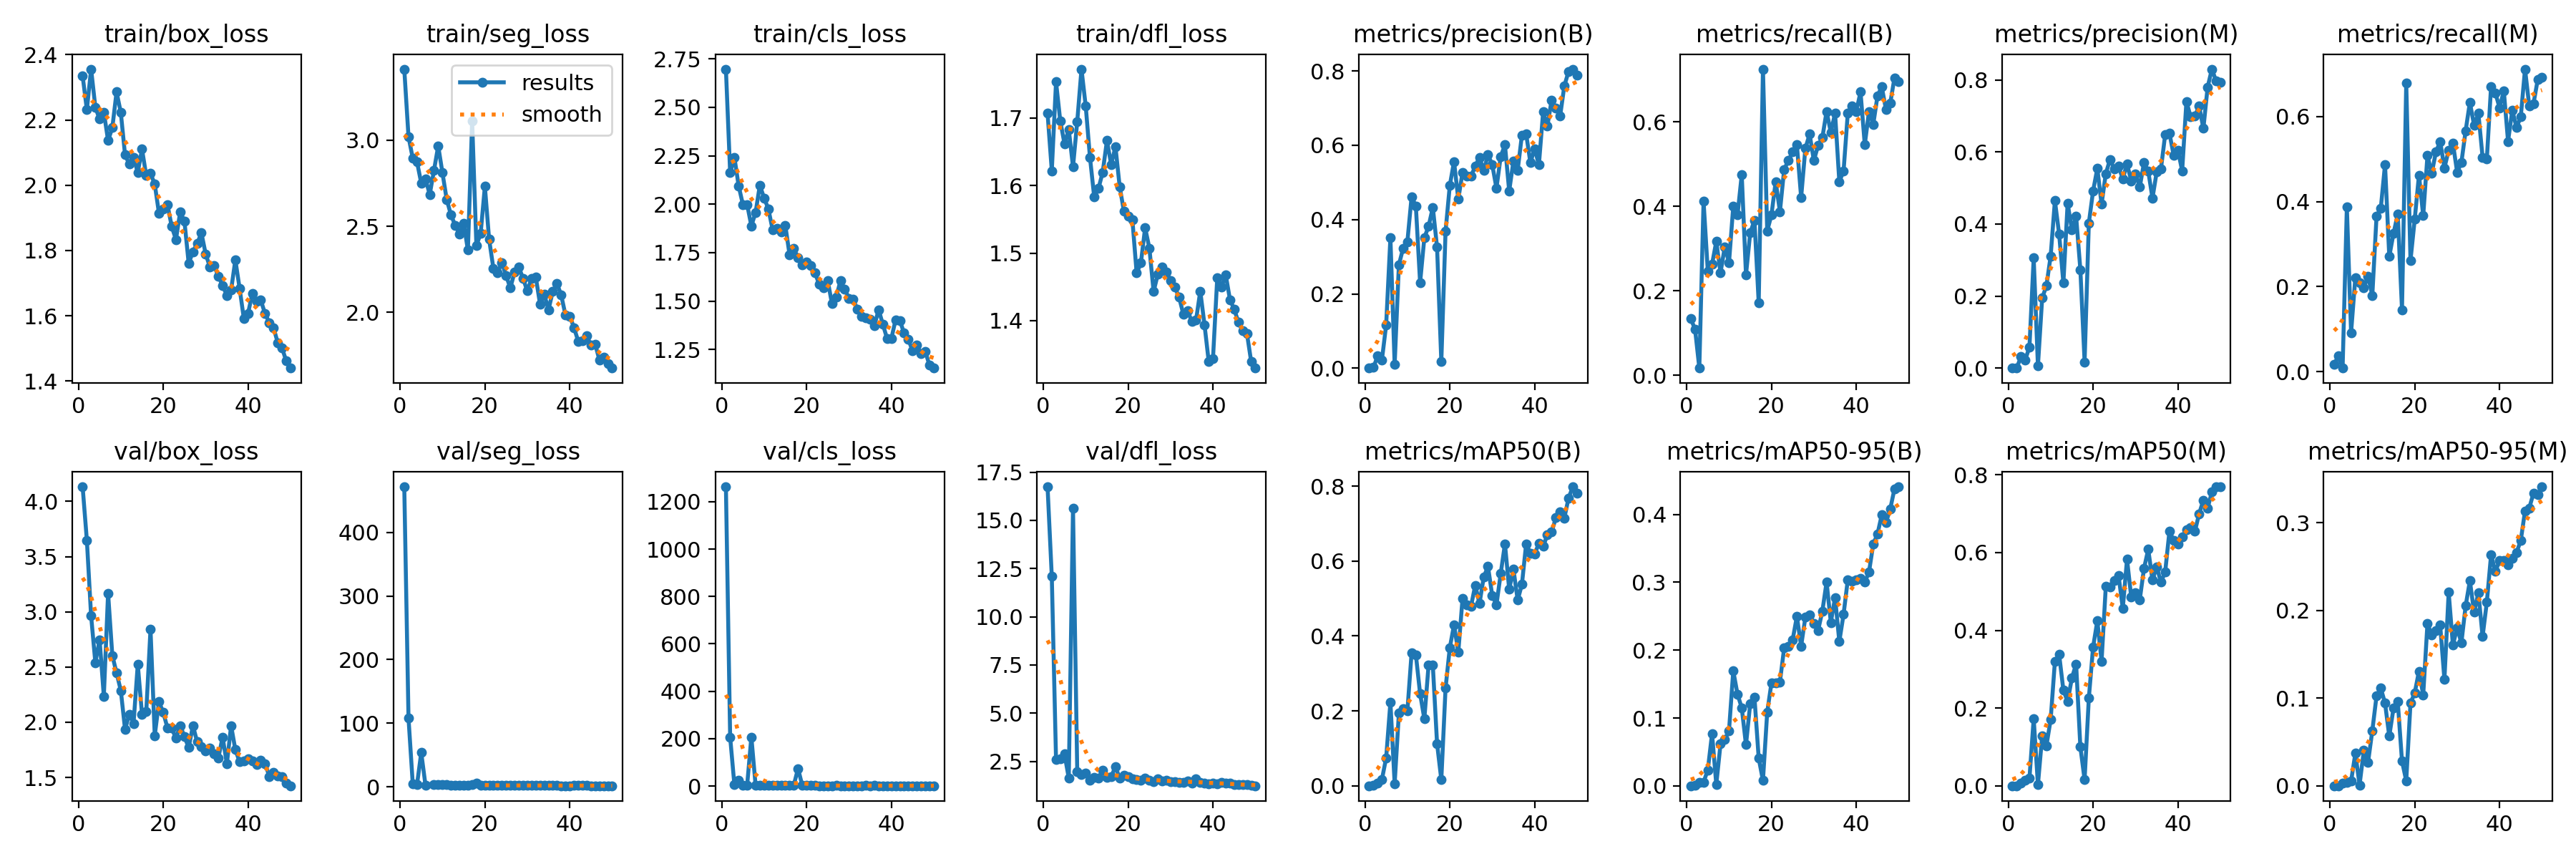 train/box_loss
2.4
2.2
2.0
1.8
1.6
1.4
0 20 40
train/seg_loss
results
smooth
3.0
2.5
2.0
0 20 40
train/cls_loss
2.75
2.50
2.25
2.00
1.75
1.50
1.25
0 20 40
train/dfl_loss
1.7
1.6
1.5
1.4
0 20 40
metrics/precision(B)
0.8
0.6
0.4
0.2
0.0
0 20 40
metrics/recall(B)
0.6
0.4
0.2
0.0
0 20 40
metrics/precision(M)
0.8
0.6
0.4
0.2
0.0
0 20 40
metrics/recall(M)
0.6
0.4
0.2
0.0
0 20 40
val/box_loss
4.0
3.5
3.0
2.5
2.0
1.5
0 20 40
val/seg_loss
400
300
200
100
0
0 20 40
val/cls_loss
1200
1000
800
600
400
200
0
0 20 40
val/dfl_loss
17.5
15.0
12.5
10.0
7.5
5.0
2.5
0 20 40
metrics/mAP50(B)
0.8
0.6
0.4
0.2
0.0
0 20 40
metrics/mAP50-95(B)
0.4
0.3
0.2
0.1
0.0
0 20 40
metrics/mAP50(M)
0.8
0.6
0.4
0.2
0.0
0 20 40
metrics/mAP50-95(M)
0.3
0.2
0.1
0.0
0 20 40